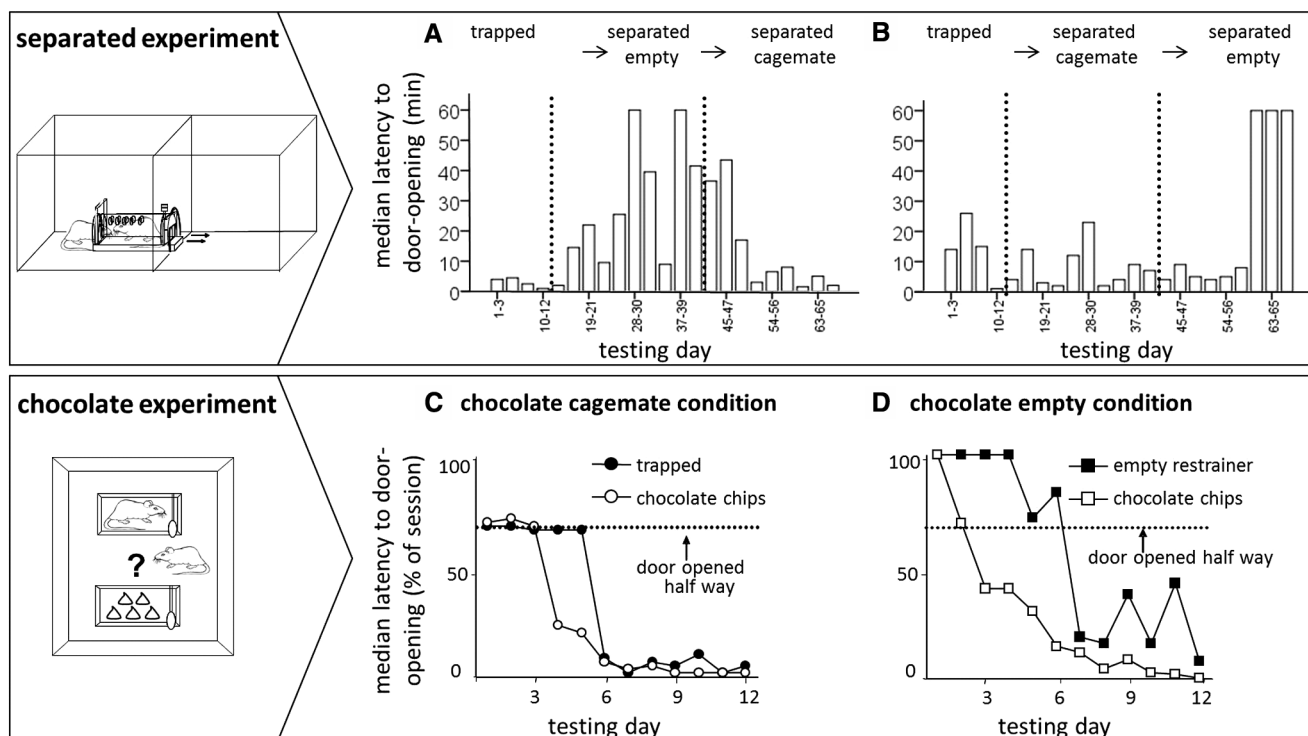 separated experiment
A
trapped
→ separated empty
→ separated cagemate
median latency to
door-opening (min)
60
50
40
30
20
10
0
1-3
10-12
19-21
28-30
37-39
45-47
54-56
63-65
testing day
B
trapped
→ separated cagemate
→ separated empty
60
50
40
30
20
10
0
1-3
10-12
19-21
28-30
37-39
45-47
54-56
63-65
testing day
chocolate experiment
?
C chocolate cagemate condition
median latency to door-
opening (% of session)
100
50
0
trapped
chocolate chips
door opened
half way
3
6
9
12
testing day
D chocolate empty condition
100
50
0
empty restrainer
chocolate chips
door opened
half way
3
6
9
12
testing day